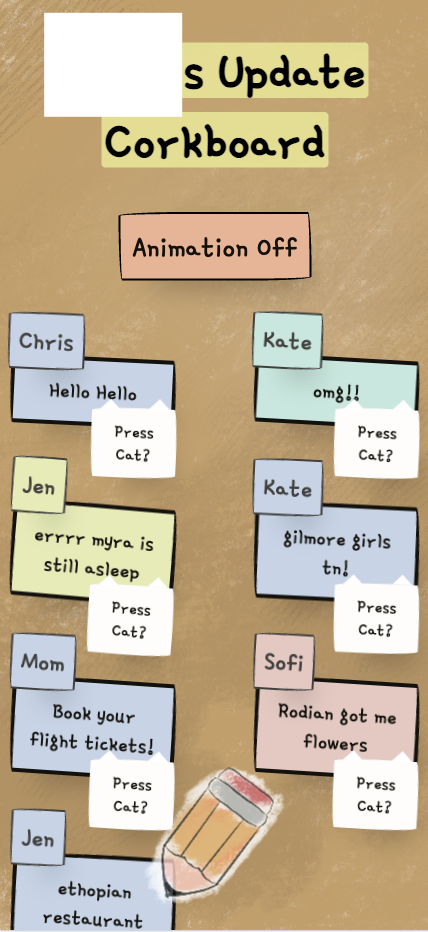 s Update
Corkboard
Animation Off
Chris
Hello Hello
Press
Cat?
Kate
omg!!
Press
Cat?
Jen
errrr myra is
still asleep
Press
Cat?
Kate
gilmore girls
tn!
Press
Cat?
Mom
Book your
flight tickets!
Press
Cat?
Sofi
Rodian got me
flowers
Press
Cat?
Jen
ethopian
restaurant